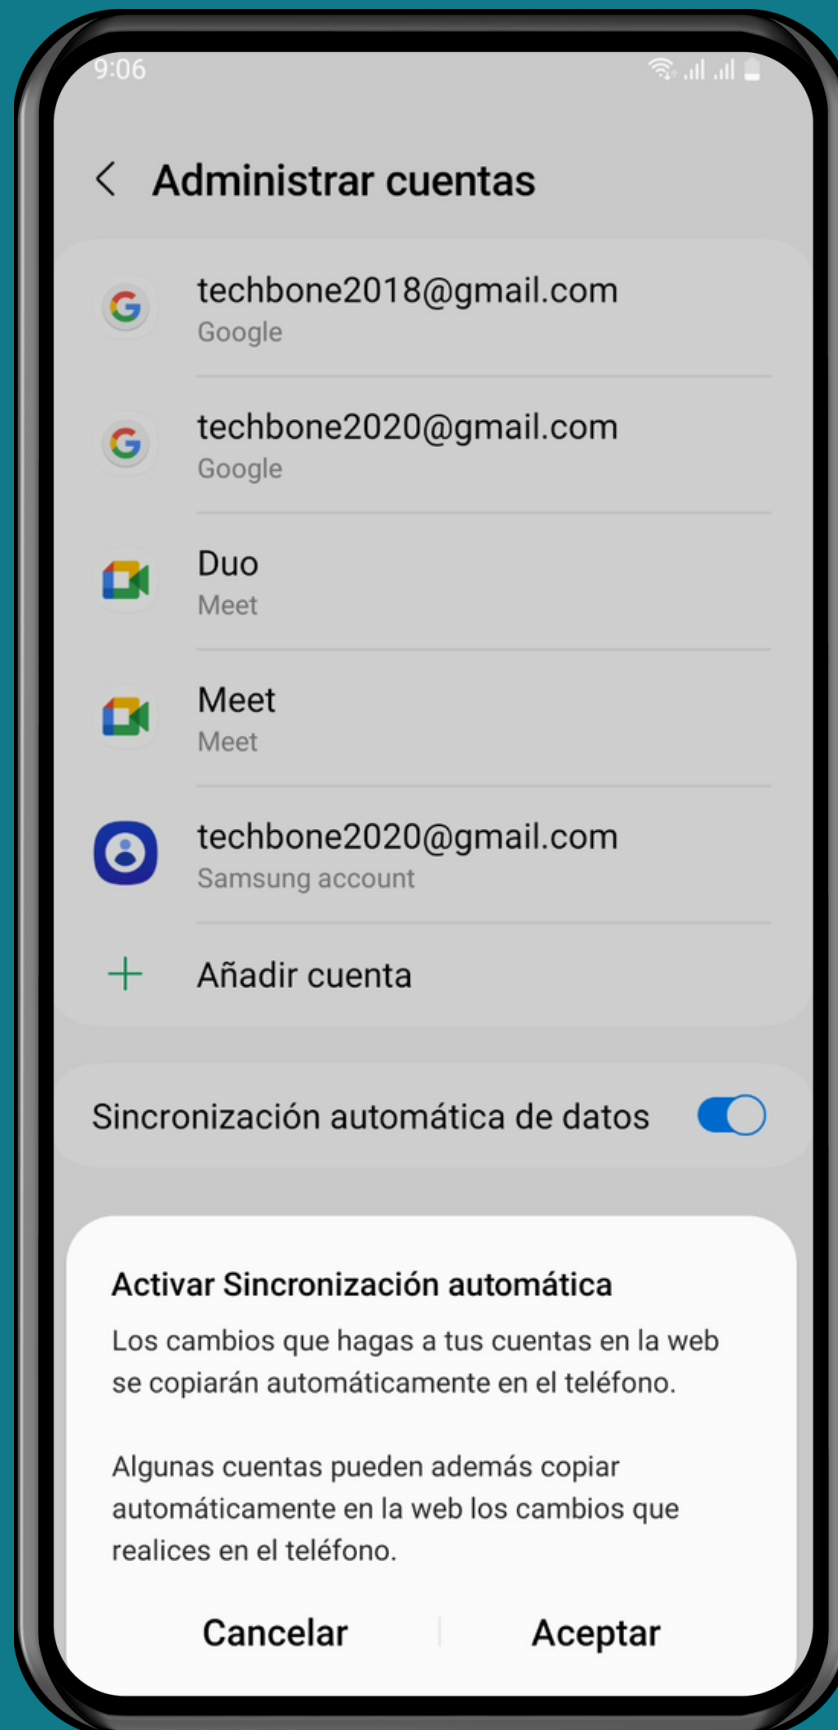 9:06
Administrar cuentas
techbone2018@gmail.com
Google
techbone2020@gmail.com
Google
Duo
Meet
Meet
Meet
techbone2020@gmail.com
Samsung account
Añadir cuenta
Sincronización automática de datos
Activar Sincronización automática
Los cambios que hagas a tus cuentas en la web
se copiarán automáticamente en el teléfono.
Algunas cuentas pueden además copiar
automáticamente en la web los cambios que
realices en el teléfono.
Cancelar Aceptar